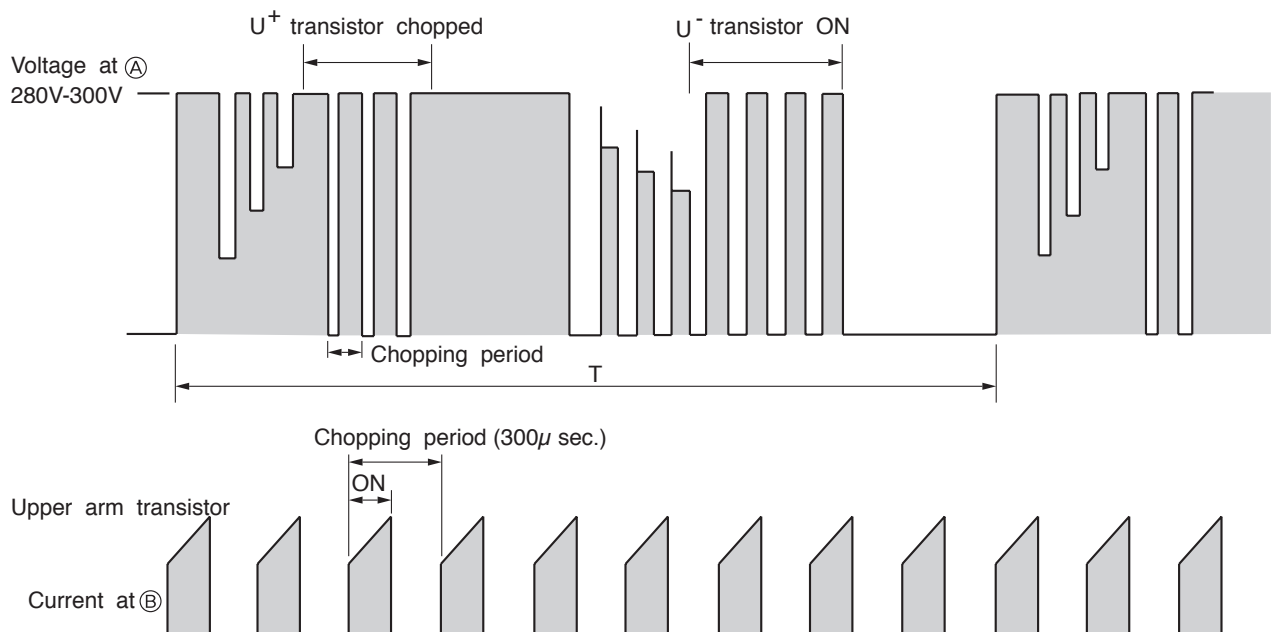 U+ transistor chopped
U- transistor ON
Voltage at Ⓐ
280V-300V
Chopping period
T
Chopping period (300µ sec.)
ON
Upper arm transistor
Current at Ⓑ